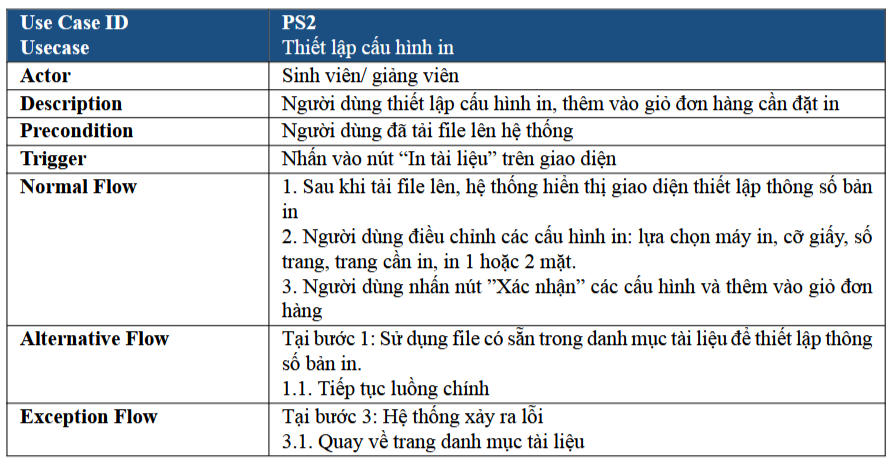 Use Case ID PS2
Usecase Thiết lập cấu hình in
Actor Sinh viên/ giảng viên
Description Người dùng thiết lập cấu hình in, thêm vào giỏ đơn hàng cần đặt in
Precondition Người dùng đã tải file lên hệ thống
Trigger Nhấn vào nút “In tài liệu” trên giao diện
Normal Flow 1. Sau khi tải file lên, hệ thống hiển thị giao diện thiết lập thông số bản
in
2. Người dùng điều chỉnh các cấu hình in: lựa chọn máy in, cỡ giấy, số
trang, trang cần in, in 1 hoặc 2 mặt.
3. Người dùng nhấn nút ”Xác nhận” các cấu hình và thêm vào giỏ đơn
hàng
Alternative Flow Tại bước 1: Sử dụng file có sẵn trong danh mục tài liệu để thiết lập thông
số bản in.
1.1. Tiếp tục luồng chính
Exception Flow Tại bước 3: Hệ thống xảy ra lỗi
3.1. Quay về trang danh mục tài liệu